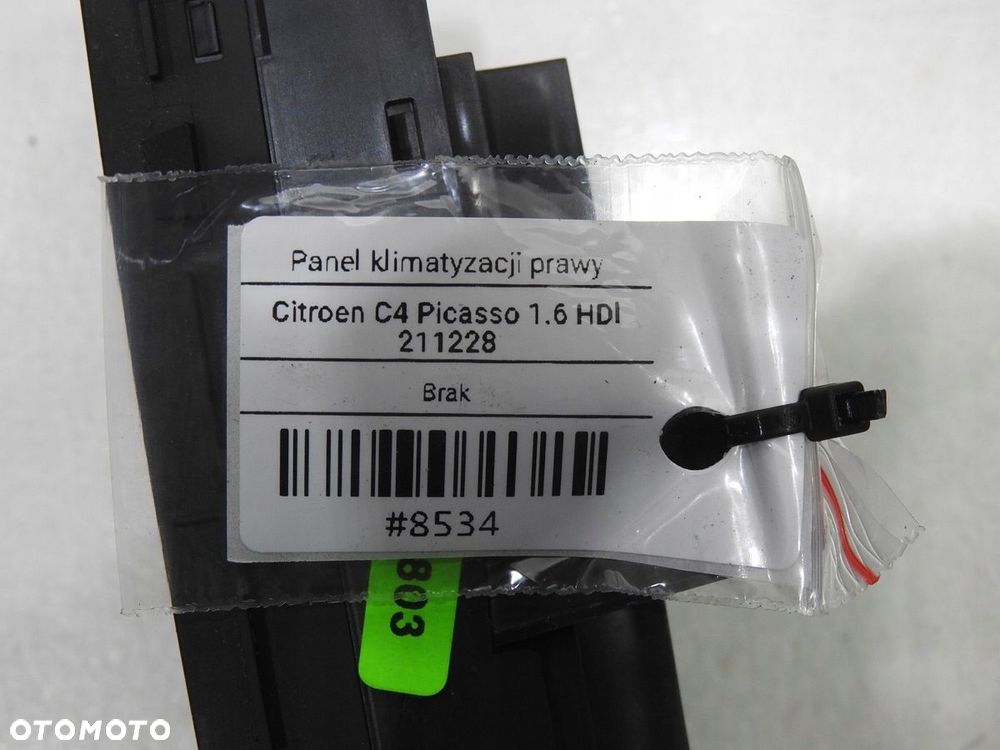 Panel klimatyzacji prawy
Citroen C4 Picasso 1.6 HDI
211228
Brak
#8534
803
OTOMOTO